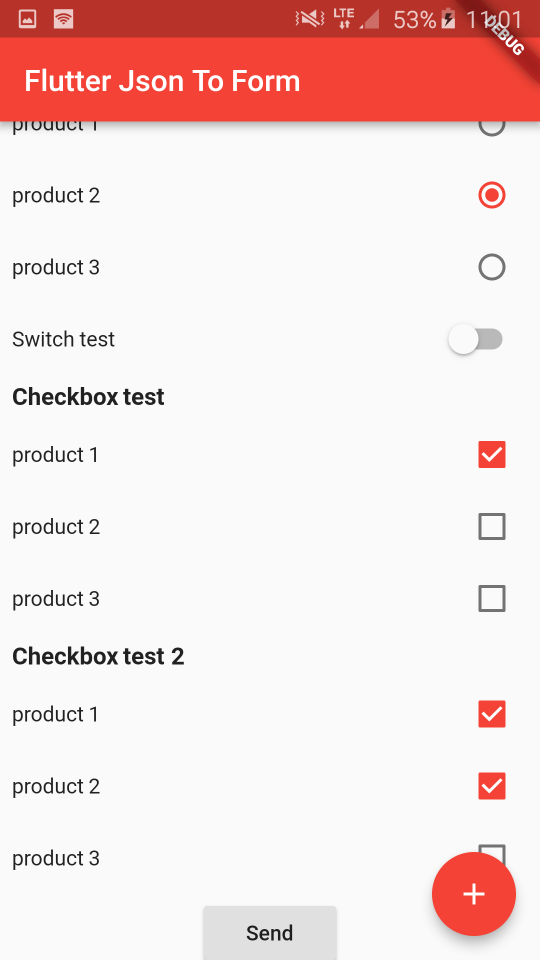 LTE 53% 11:01
DEBUG
Flutter Json To Form
product 1
product 2
product 3
Switch test
Checkbox test
product 1
product 2
product 3
Checkbox test 2
product 1
product 2
product 3
Send